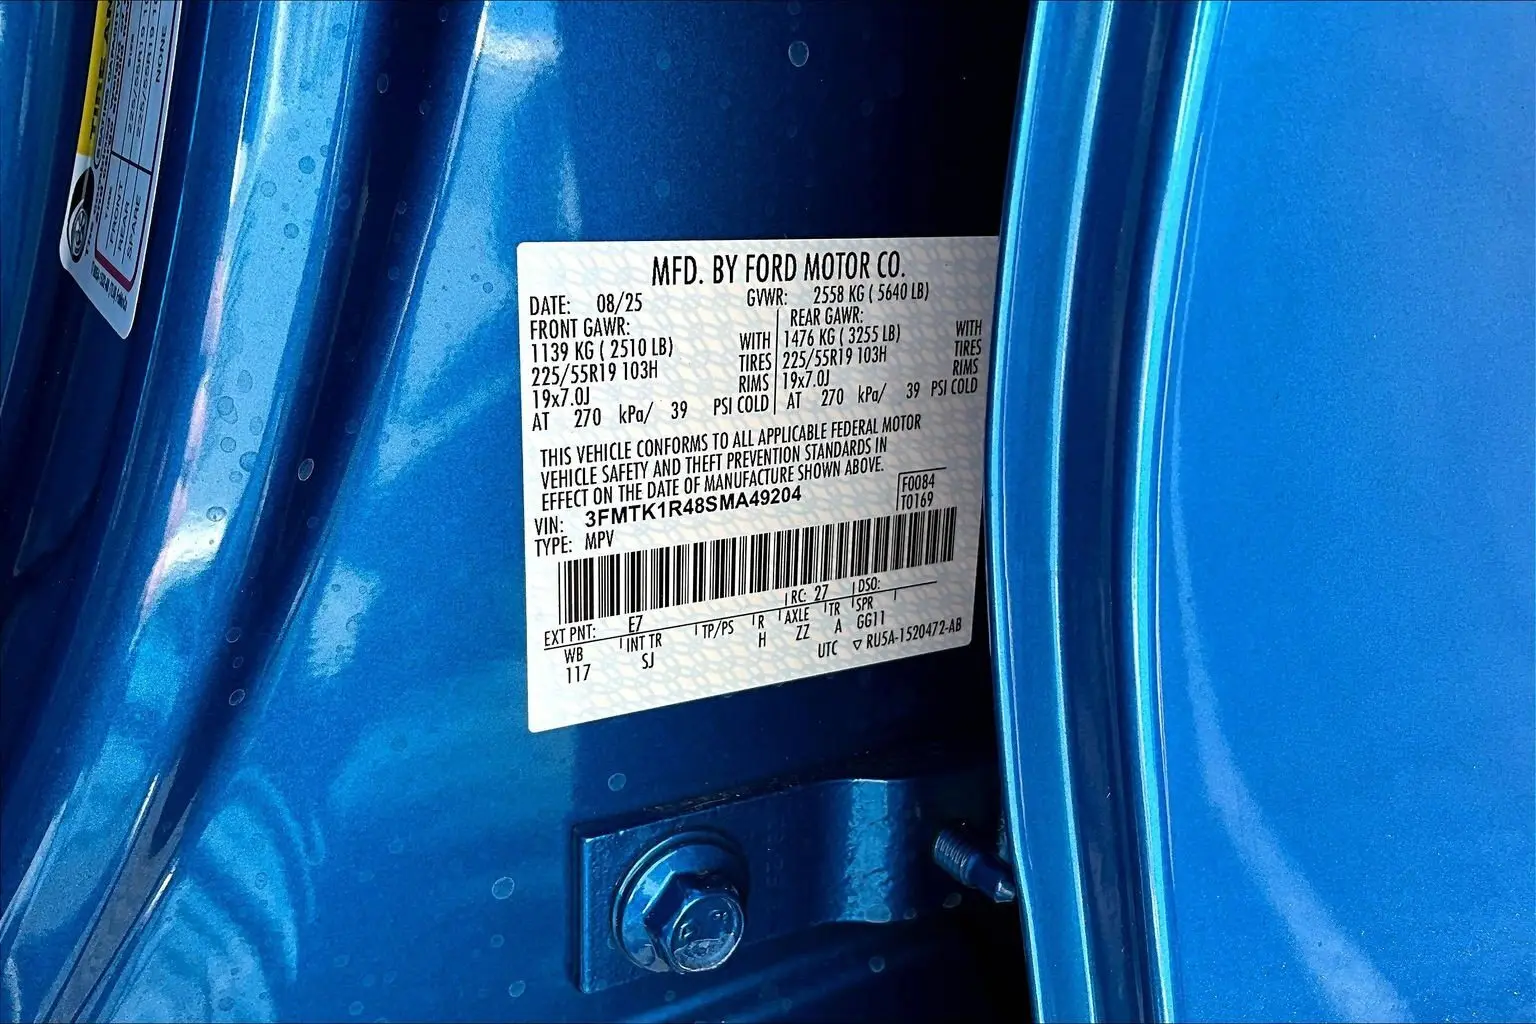 MFD. BY FORD MOTOR CO.
DATE: 08/25 GVWR: 2558 KG ( 5640 LB)
FRONT GAWR: REAR GAWR:
1139 KG ( 2510 LB) WITH 1476 KG ( 3255 LB) WITH
225/55R19 103H TIRES 225/55R19 103H TIRES
19x7.0J RIMS 19x7.0J RIMS
AT 270 kPa/ 39 PSI COLD AT 270 kPa/ 39 PSI COLD
THIS VEHICLE CONFORMS TO ALL APPLICABLE FEDERAL MOTOR
VEHICLE SAFETY AND THEFT PREVENTION STANDARDS IN
EFFECT ON THE DATE OF MANUFACTURE SHOWN ABOVE.
F0084
VIN: 3FMTK1R48SMA49204 T0169
TYPE: MPV
EXT PNT: E7 RC: 27 DSO:
WB INT TR TP/PS R AXLE TR SPR
117 SJ H ZZ A GG11
UTC ▽ RU5A-1520472-AB
TIRE
FRONT
REAR
SPARE
NONE